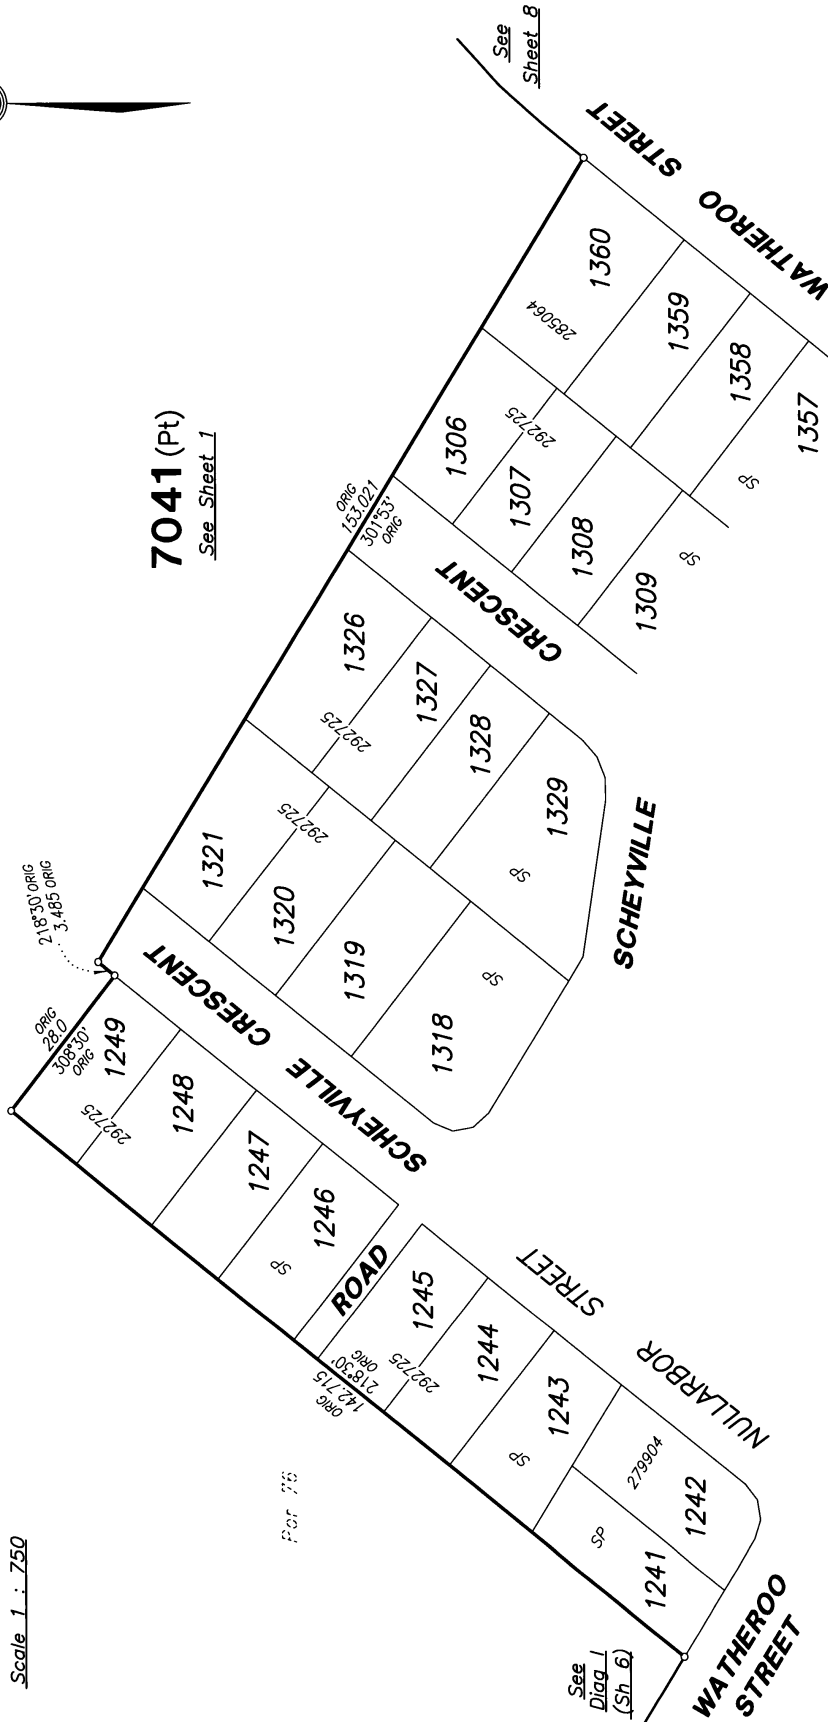 Scale 1 : 750
Por 76
7041 (Pt)
See Sheet 1
See
Sheet 8
See
Diag 1
(Sh 6)
218°30' ORIG
3.485 ORIG
ORIG
28.0
308°30'
ORIG
ORIG
153.021
301°53'
ORIG
ORIG
142.715
218°30'
ORIG
1249
292725
1248
1247
1246
SP
ROAD
1245
292725
1244
1243
SP
279904
1242
SP
1241
WATHEROO
STREET
NULLARBOR STREET
SCHEYVILLE CRESCENT
1321
292725
1320
1319
1318
SP
1326
292725
1327
1328
1329
SP
SCHEYVILLE
CRESCENT
1306
292725
1307
1308
1309
SP
1360
285064
1359
1358
1357
SP
WATHEROO STREET